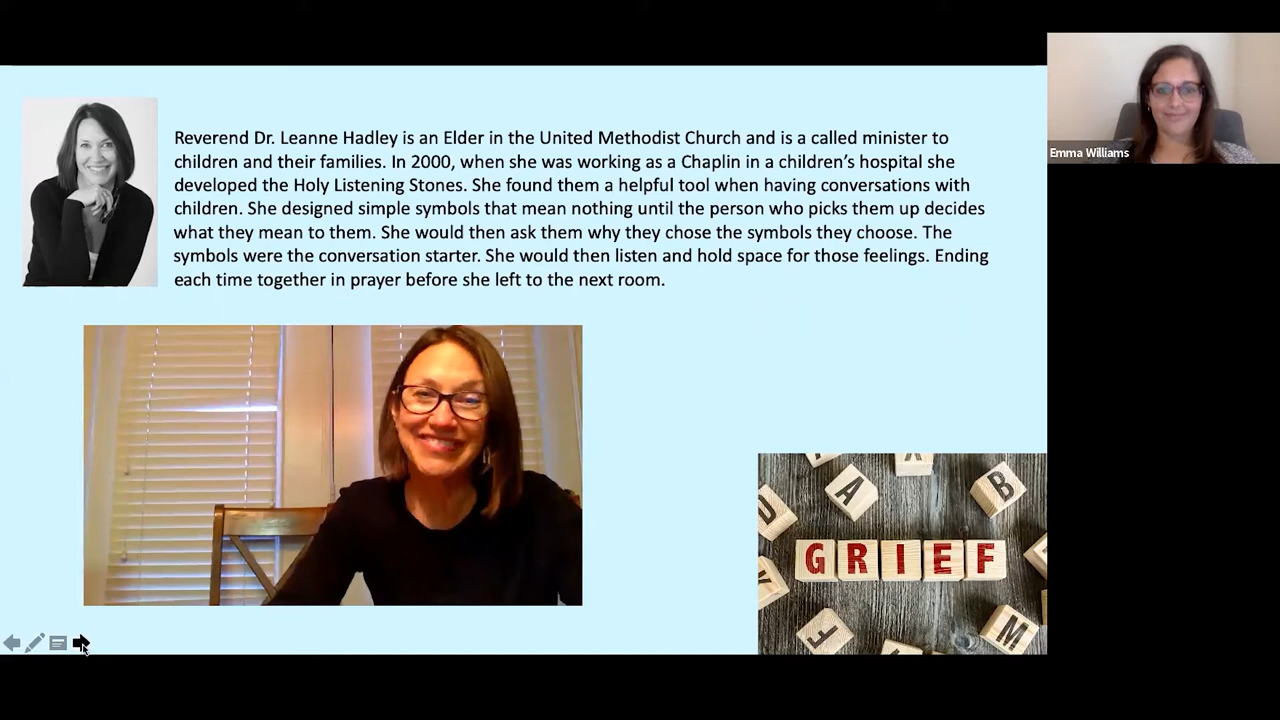 Reverend Dr. Leanne Hadley is an Elder in the United Methodist Church and is a called minister to
children and their families. In 2000, when she was working as a Chaplin in a children's hospital she
developed the Holy Listening Stones. She found them a helpful tool when having conversations with
children. She designed simple symbols that mean nothing until the person who picks them up decides
what they mean to them. She would then ask them why they chose the symbols they choose. The
symbols were the conversation starter. She would then listen and hold space for those feelings. Ending
each time together in prayer before she left to the next room.
Emma Williams
A
B
D
GRIEF
F
M